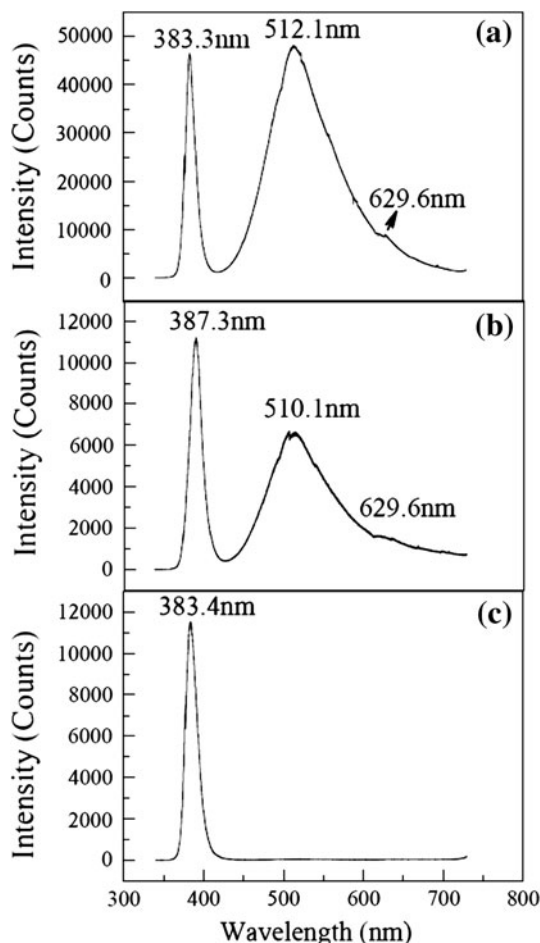 383.3nm
512.1nm
(a)
629.6nm
50000
40000
30000
20000
10000
0
Intensity (Counts)
387.3nm
(b)
510.1nm
629.6nm
12000
10000
8000
6000
4000
2000
0
Intensity (Counts)
383.4nm
(c)
12000
10000
8000
6000
4000
2000
0
Intensity (Counts)
300 400 500 600 700 800
Wavelength (nm)